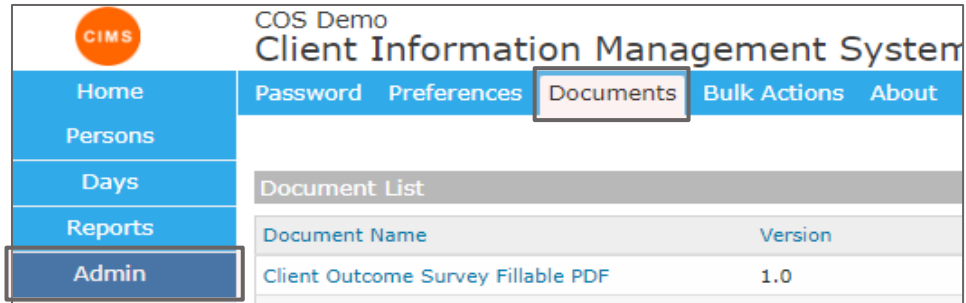 CIMS
COS Demo
Client Information Management System
Home
Persons
Days
Reports
Admin
Password Preferences Documents Bulk Actions About
Document List
Document Name Version
Client Outcome Survey Fillable PDF 1.0